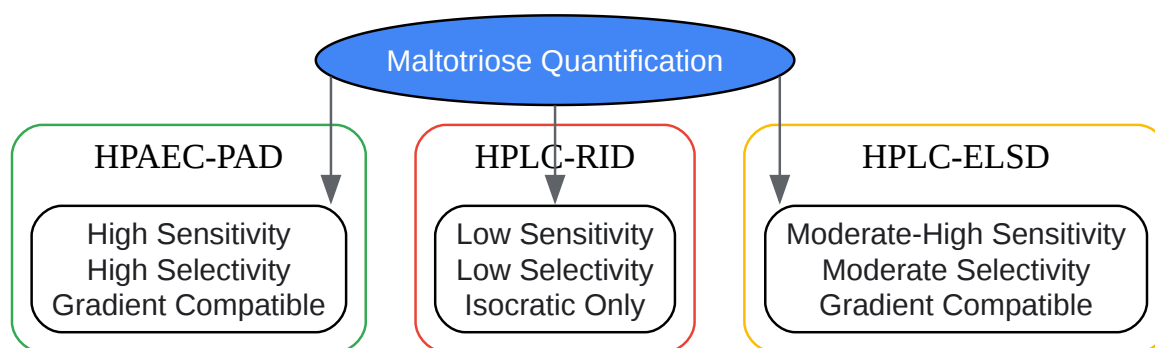 Maltotriose Quantification
HPAEC-PAD
High Sensitivity
High Selectivity
Gradient Compatible
HPLC-RID
Low Sensitivity
Low Selectivity
Isocratic Only
HPLC-ELSD
Moderate-High Sensitivity
Moderate Selectivity
Gradient Compatible